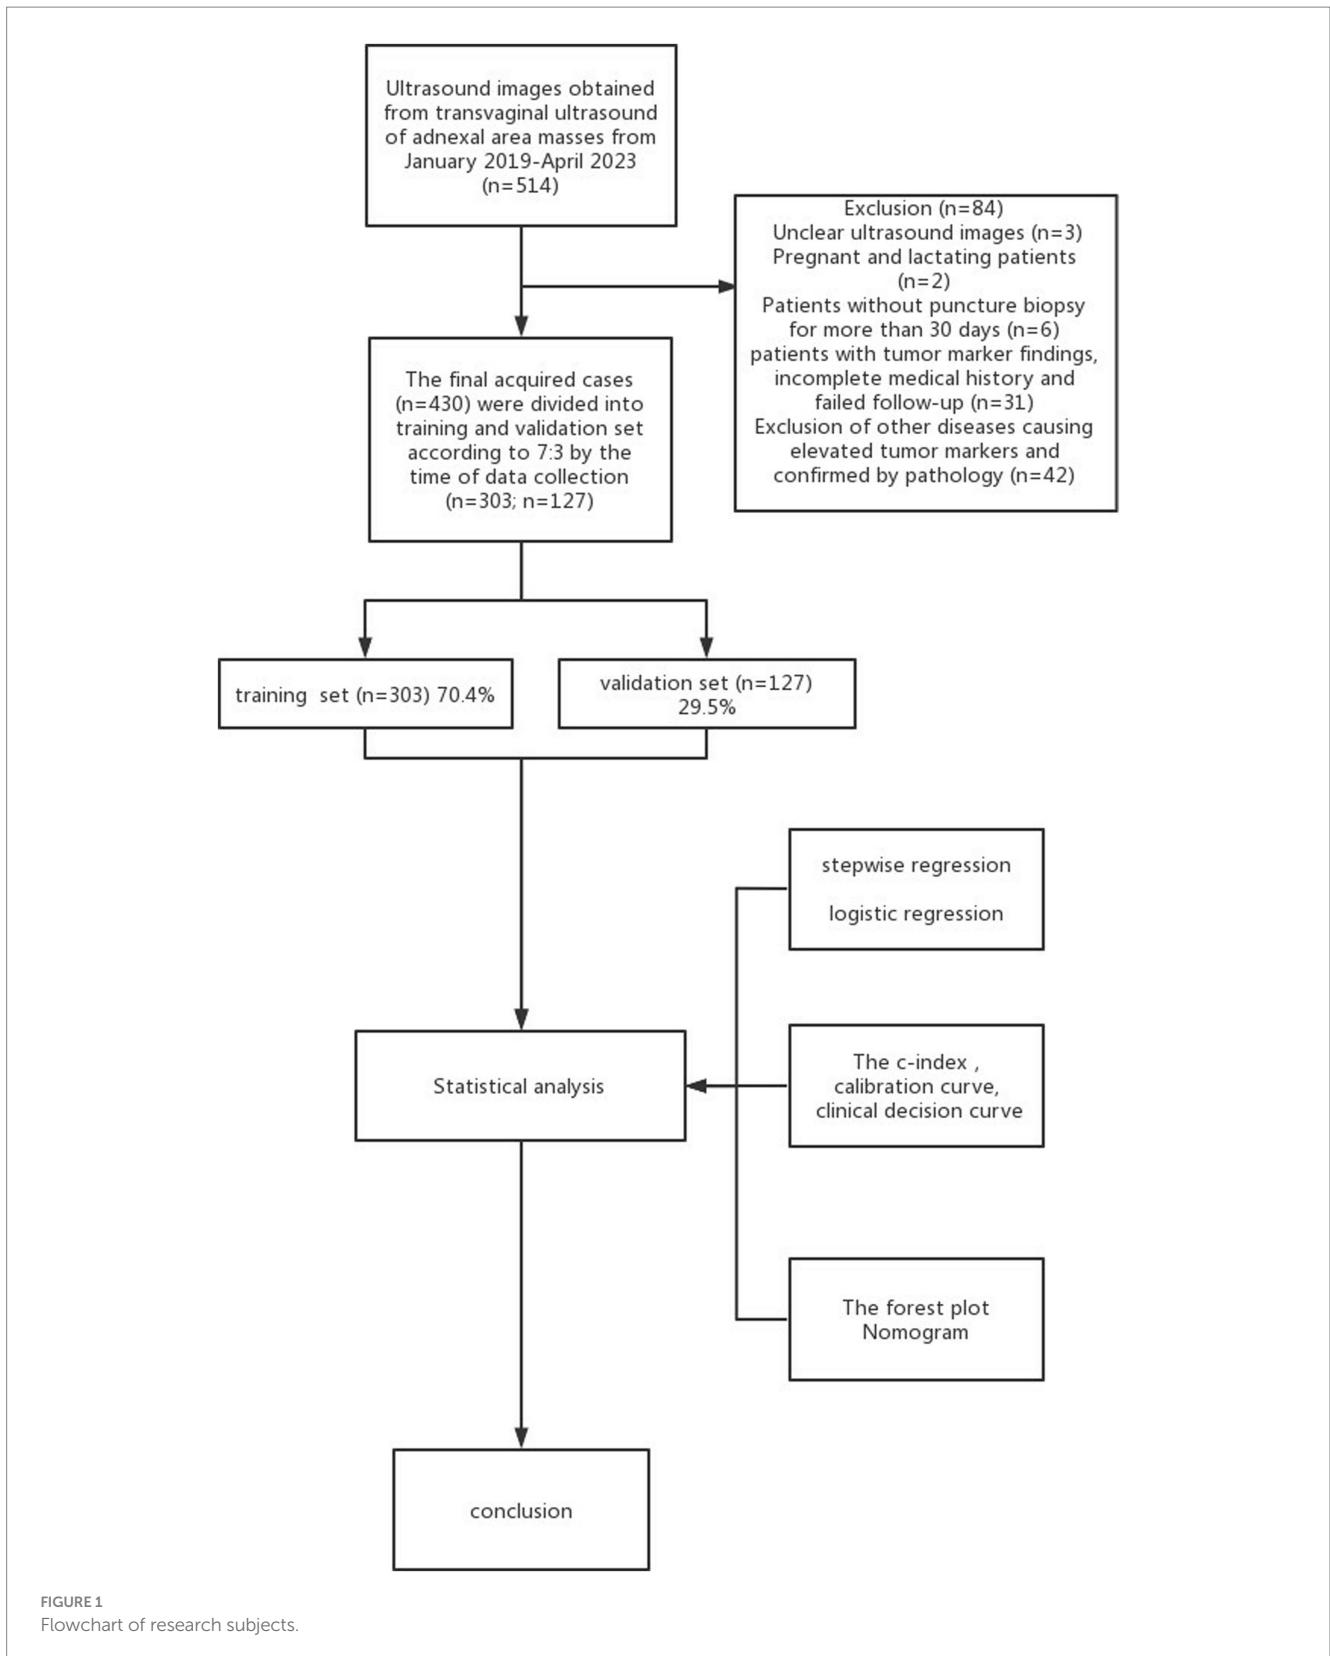 Ultrasound images obtained
from transvaginal ultrasound
of adnexal area masses from
January 2019-April 2023
(n=514)
Exclusion (n=84)
Unclear ultrasound images (n=3)
Pregnant and lactating patients
(n=2)
Patients without puncture biopsy
for more than 30 days (n=6)
patients with tumor marker findings,
incomplete medical history and
failed follow-up (n=31)
Exclusion of other diseases causing
elevated tumor markers and
confirmed by pathology (n=42)
The final acquired cases
(n=430) were divided into
training and validation set
according to 7:3 by the
time of data collection
(n=303; n=127)
training  set (n=303) 70.4%
validation set (n=127)
29.5%
stepwise regression
logistic regression
The c-index ,
calibration curve,
clinical decision curve
Statistical analysis
The forest plot
Nomogram
conclusion
FIGURE 1
Flowchart of research subjects.